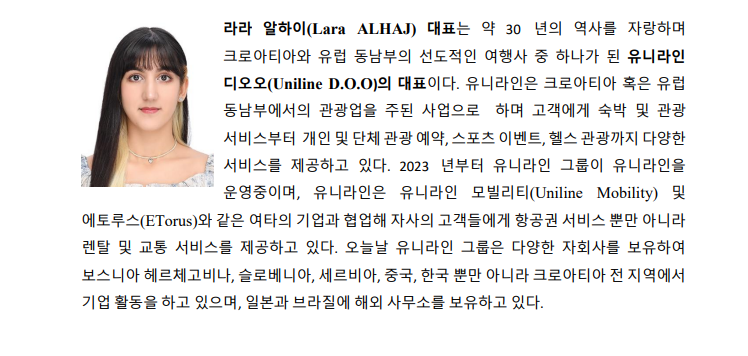 라라 알하이(Lara ALHAJ) 대표는 약 30 년의 역사를 자랑하며
크로아티아와 유럽 동남부의 선도적인 여행사 중 하나가 된 유니라인
디오오(Uniline D.O.O)의 대표이다. 유니라인은 크로아티아 혹은 유럽
동남부에서의 관광업을 주된 사업으로 하며 고객에게 숙박 및 관광
서비스부터 개인 및 단체 관광 예약, 스포츠 이벤트, 헬스 관광까지 다양한
서비스를 제공하고 있다. 2023 년부터 유니라인 그룹이 유니라인을
운영중이며, 유니라인은 유니라인 모빌리티(Uniline Mobility) 및
에토루스(ETorus)와 같은 여타의 기업과 협업해 자사의 고객들에게 항공권 서비스 뿐만 아니라
렌탈 및 교통 서비스를 제공하고 있다. 오늘날 유니라인 그룹은 다양한 자회사를 보유하여
보스니아 헤르체고비나, 슬로베니아, 세르비아, 중국, 한국 뿐만 아니라 크로아티아 전 지역에서
기업 활동을 하고 있으며, 일본과 브라질에 해외 사무소를 보유하고 있다.